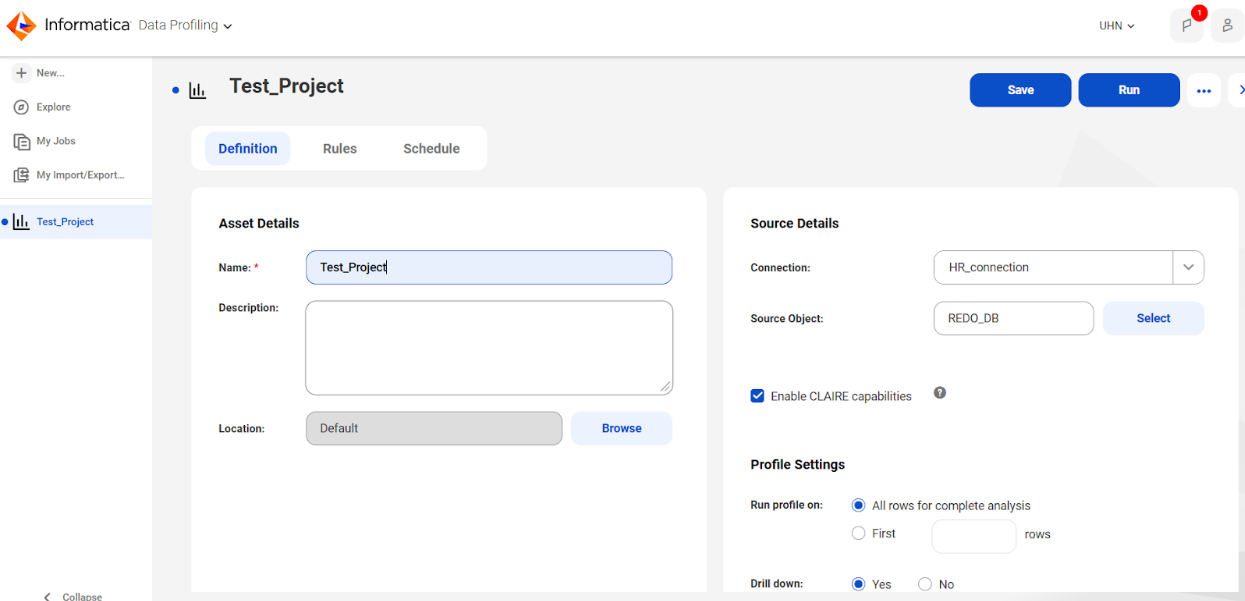 Informatica Data Profiling
UHN
1
New...
Explore
My Jobs
My Import/Export...
Test_Project
Collapse
Test_Project
Save
Run
Definition
Rules
Schedule
Asset Details
Name: *
Test_Project
Description:
Location:
Default
Browse
Source Details
Connection:
HR_connection
Source Object:
REDO_DB
Select
Enable CLAIRE capabilities
?
Profile Settings
Run profile on:
All rows for complete analysis
First
rows
Drill down:
Yes
No